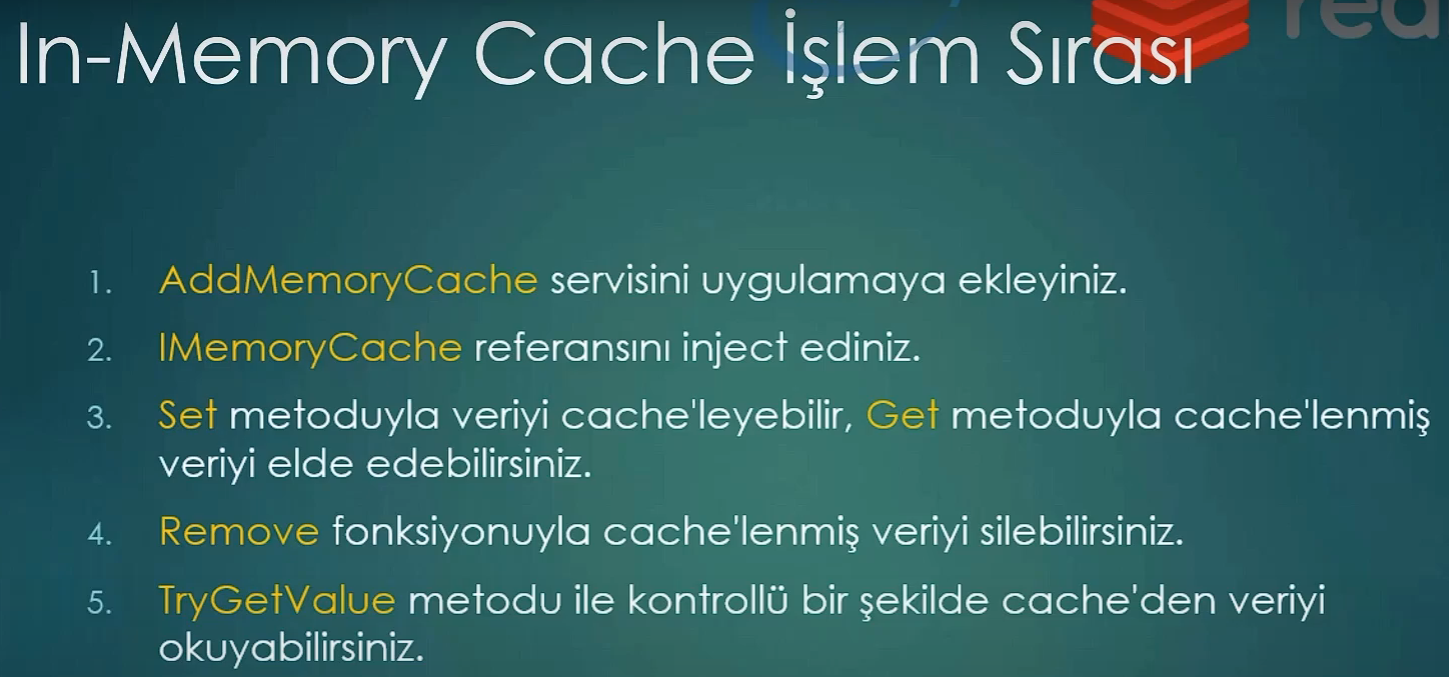 In-Memory Cache İşlem Sırası
1. AddMemoryCache servisini uygulamaya ekleyiniz.
2. IMemoryCache referansını inject ediniz.
3. Set metoduyla veriyi cache'leyebilir, Get metoduyla cache'lenmiş
veriyi elde edebilirsiniz.
4. Remove fonksiyonuyla cache'lenmiş veriyi silebilirsiniz.
5. TryGetValue metodu ile kontrollü bir şekilde cache'den veriyi
okuyabilirsiniz.